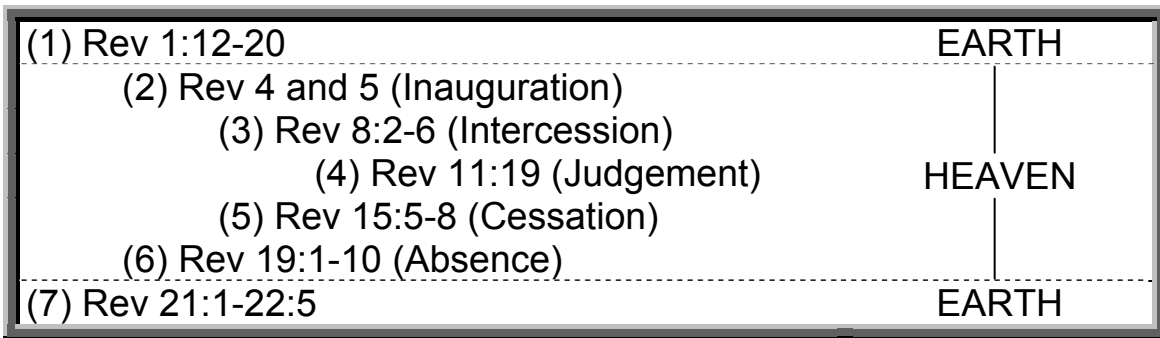 (1) Rev 1:12-20 EARTH
(2) Rev 4 and 5 (Inauguration)
(3) Rev 8:2-6 (Intercession)
(4) Rev 11:19 (Judgement) HEAVEN
(5) Rev 15:5-8 (Cessation)
(6) Rev 19:1-10 (Absence)
(7) Rev 21:1-22:5 EARTH